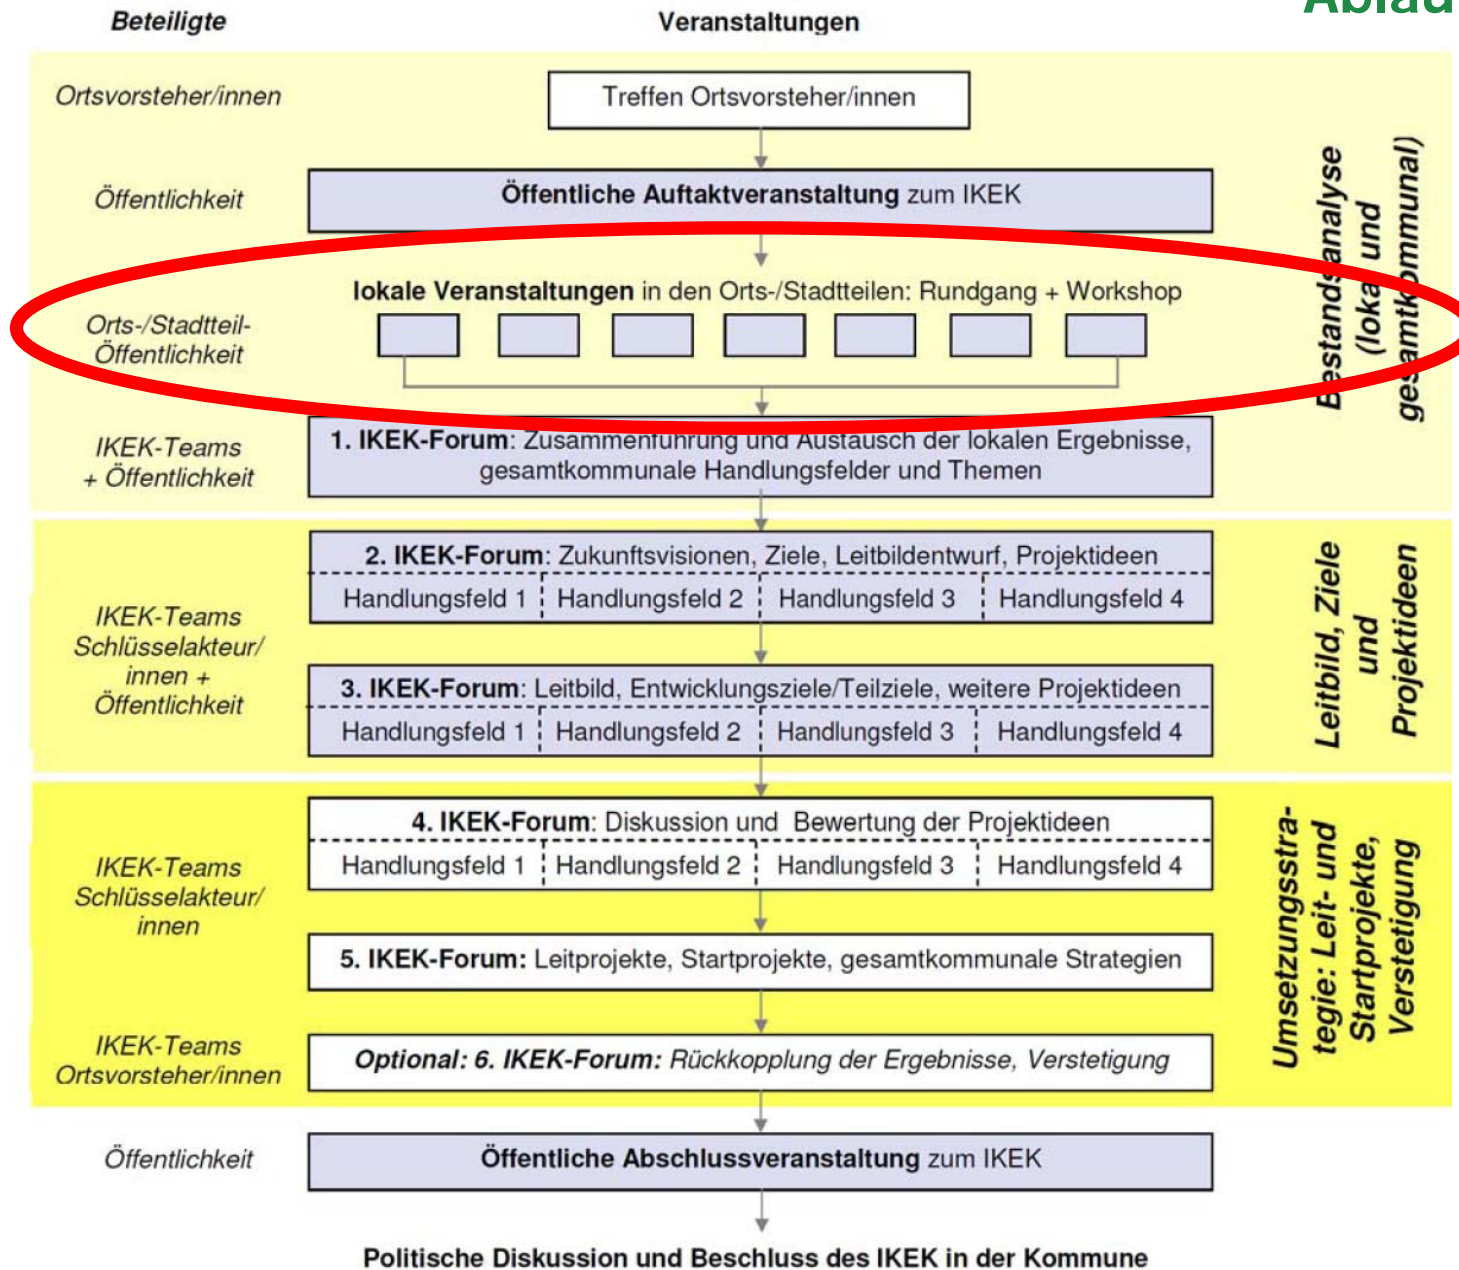 Beteiligte
Veranstaltungen
Ortsvorsteher/innen
Treffen Ortsvorsteher/innen
Öffentlichkeit
Öffentliche Auftaktveranstaltung zum IKEK
lokale Veranstaltungen in den Orts-/Stadtteilen: Rundgang + Workshop
Orts-/Stadtteil-
Öffentlichkeit
Bestandsanalyse
(lokal und
gesamtkommunal)
IKEK-Teams
+ Öffentlichkeit
1. IKEK-Forum: Zusammenführung und Austausch der lokalen Ergebnisse,
gesamtkommunale Handlungsfelder und Themen
IKEK-Teams
Schlüsselakteur/
innen +
Öffentlichkeit
2. IKEK-Forum: Zukunftsvisionen, Ziele, Leitbildentwurf, Projektideen
Handlungsfeld 1 Handlungsfeld 2 Handlungsfeld 3 Handlungsfeld 4
3. IKEK-Forum: Leitbild, Entwicklungsziele/Teilziele, weitere Projektideen
Handlungsfeld 1 Handlungsfeld 2 Handlungsfeld 3 Handlungsfeld 4
Leitbild, Ziele
und
Projektideen
IKEK-Teams
Schlüsselakteur/
innen
4. IKEK-Forum: Diskussion und Bewertung der Projektideen
Handlungsfeld 1 Handlungsfeld 2 Handlungsfeld 3 Handlungsfeld 4
5. IKEK-Forum: Leitprojekte, Startprojekte, gesamtkommunale Strategien
IKEK-Teams
Ortsvorsteher/innen
Optional: 6. IKEK-Forum: Rückkopplung der Ergebnisse, Verstetigung
Umsetzungsstra-
tegie: Leit- und
Startprojekte,
Verstetigung
Öffentlichkeit
Öffentliche Abschlussveranstaltung zum IKEK
Politische Diskussion und Beschluss des IKEK in der Kommune